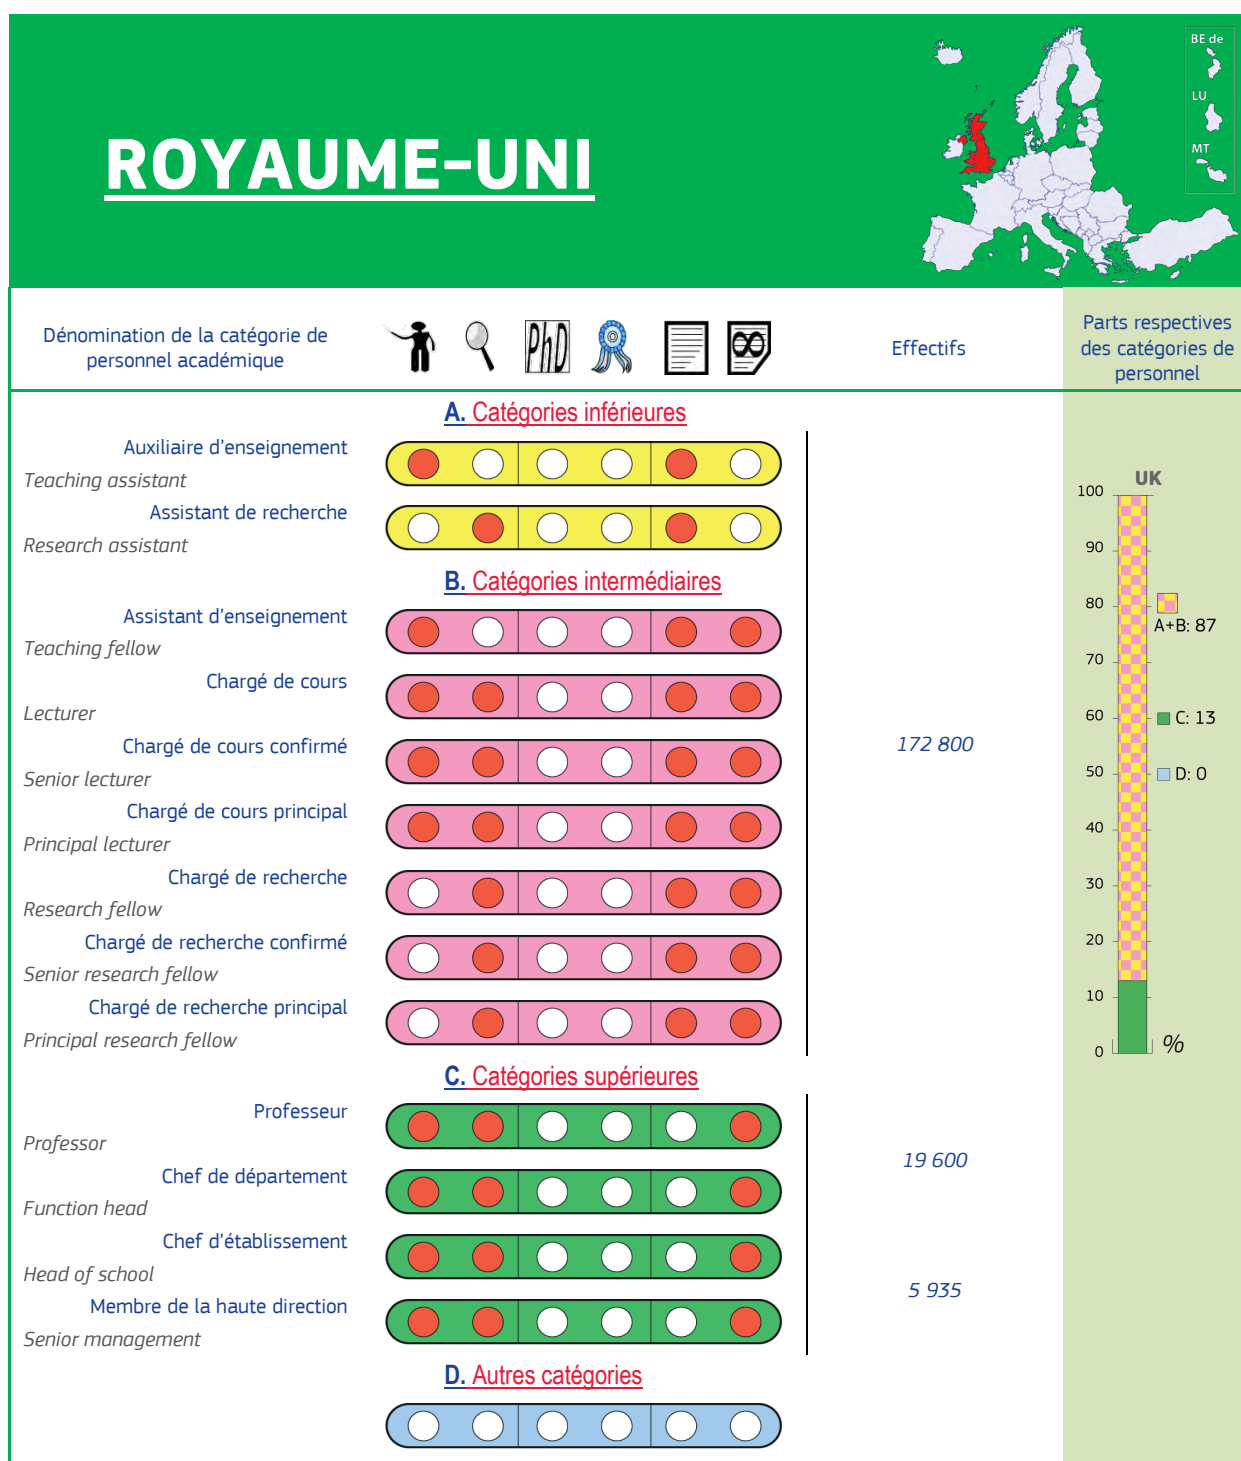 BE de
LU
MT
ROYAUME-UNI
Dénomination de la catégorie de
personnel académique
PhD
∞
Effectifs
Parts respectives
des catégories de
personnel
A. Catégories inférieures
Auxiliaire d'enseignement
Teaching assistant
Assistant de recherche
Research assistant
B. Catégories intermédiaires
Assistant d'enseignement
Teaching fellow
Chargé de cours
Lecturer
Chargé de cours confirmé
Senior lecturer
Chargé de cours principal
Principal lecturer
Chargé de recherche
Research fellow
Chargé de recherche confirmé
Senior research fellow
Chargé de recherche principal
Principal research fellow
172 800
C. Catégories supérieures
Professeur
Professor
Chef de département
Function head
19 600
Chef d'établissement
Head of school
Membre de la haute direction
Senior management
5 935
D. Autres catégories
UK
100
90
80
70
60
50
40
30
20
10
0
%
A+B: 87
C: 13
D: 0